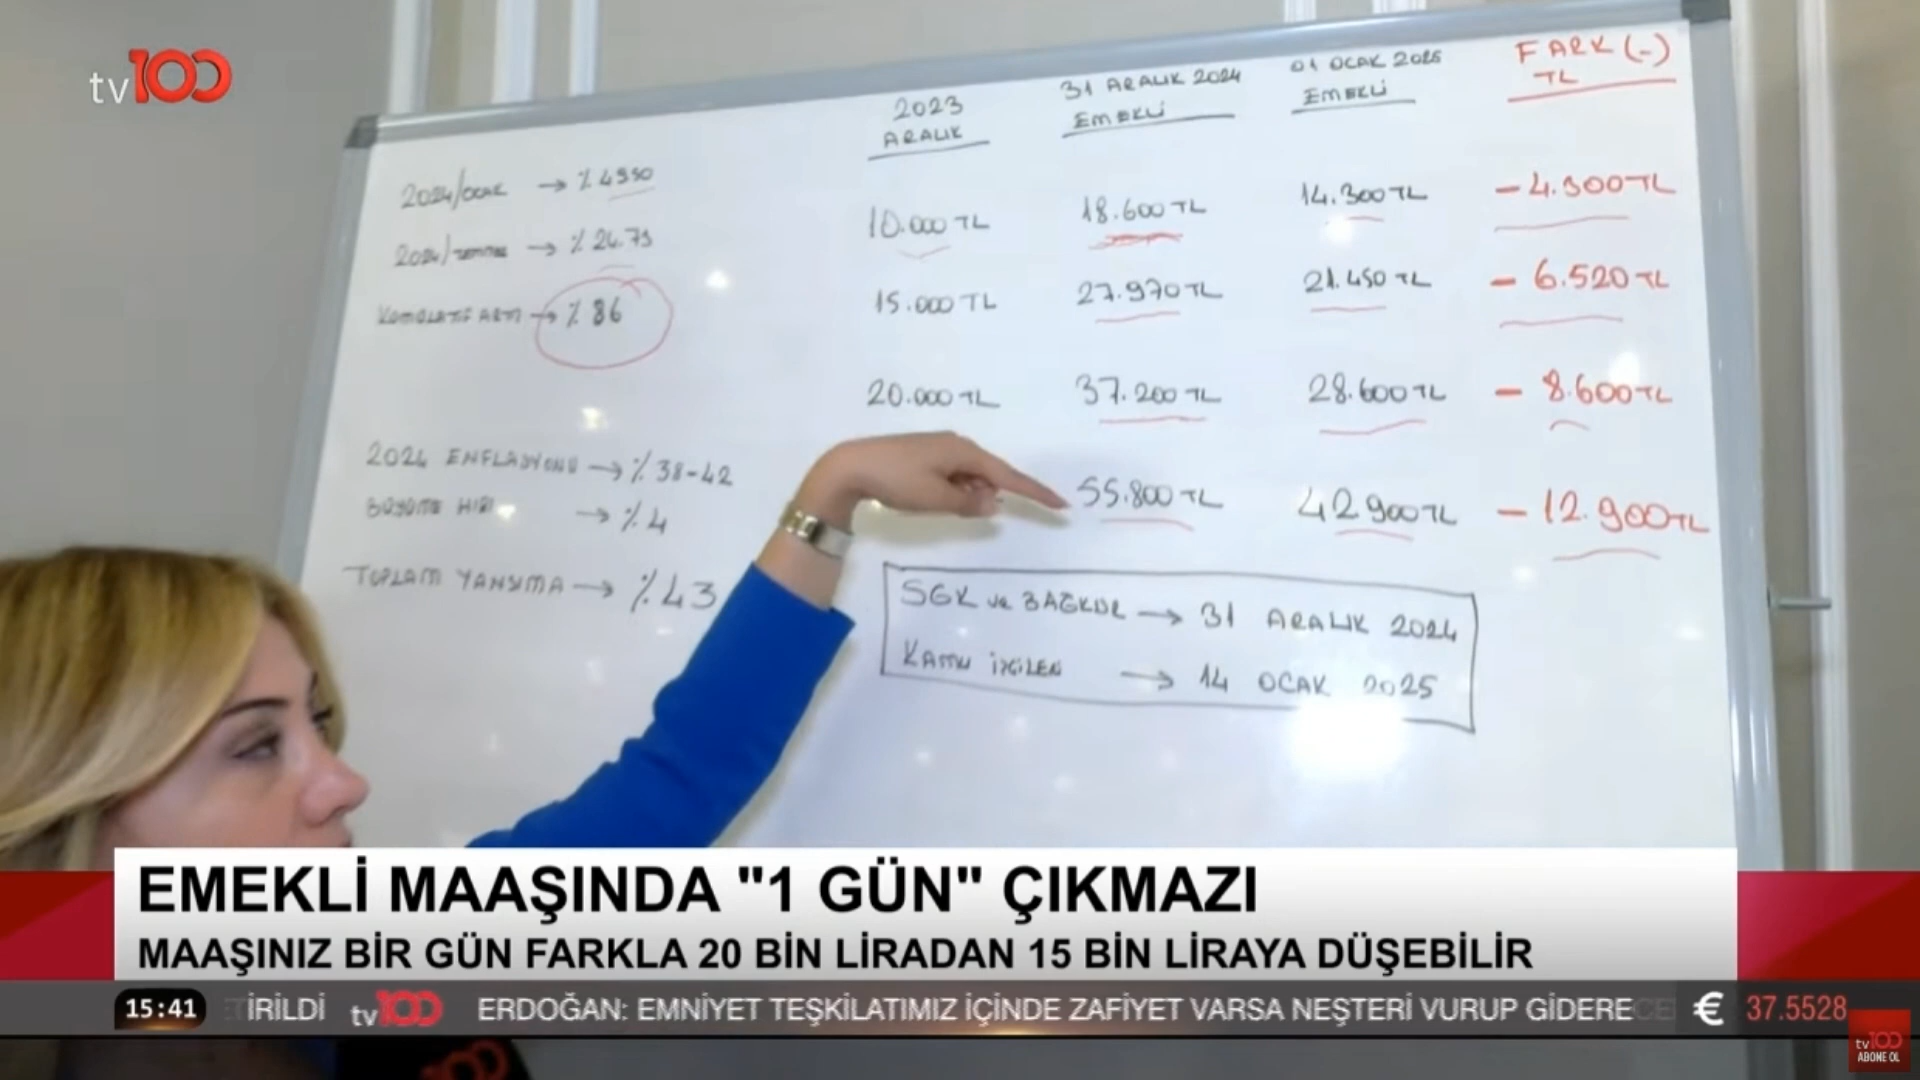 tv100
2024/OCAK → % 49.50
2024/TEMMUZ → % 24.73
KÜMÜLATİF ARTI → % 86
2024 ENFLASYONU → % 38-42
BÜYÜME HIZI → % 4
TOPLAM YANSIMA → % 43
2023 ARALIK
31 ARALIK 2024 EMEKLİ
01 OCAK 2025 EMEKLİ
FARK (-) TL
10.000 TL 18.600 TL 14.300 TL - 4.300 TL
15.000 TL 27.970 TL 21.450 TL - 6.520 TL
20.000 TL 37.200 TL 28.600 TL - 8.600 TL
55.800 TL 42.900 TL - 12.900 TL
SGK ve BAĞKUR → 31 ARALIK 2024
KAMU İŞÇİLERİ → 14 OCAK 2025
EMEKLİ MAAŞINDA "1 GÜN" ÇIKMAZI
MAAŞINIZ BİR GÜN FARKLA 20 BİN LİRADAN 15 BİN LİRAYA DÜŞEBİLİR
15:41 İRİLDİ tv100 ERDOĞAN: EMNİYET TEŞKİLATIMIZ İÇİNDE ZAFİYET VARSA NEŞTERİ VURUP GİDERE € 37.5528
tv100
ABONE OL